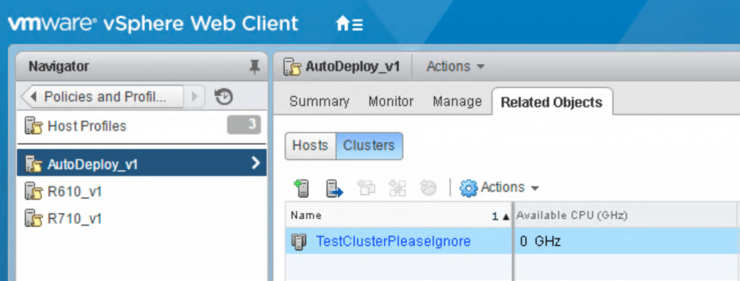 vmware® vSphere Web Client
Navigator
Policies and Profil...
Host Profiles 3
AutoDeploy_v1
R610_v1
R710_v1
AutoDeploy_v1 Actions
Summary Monitor Manage Related Objects
Hosts Clusters
Actions
Name 1 Available CPU (GHz)
TestClusterPleaseIgnore 0 GHz